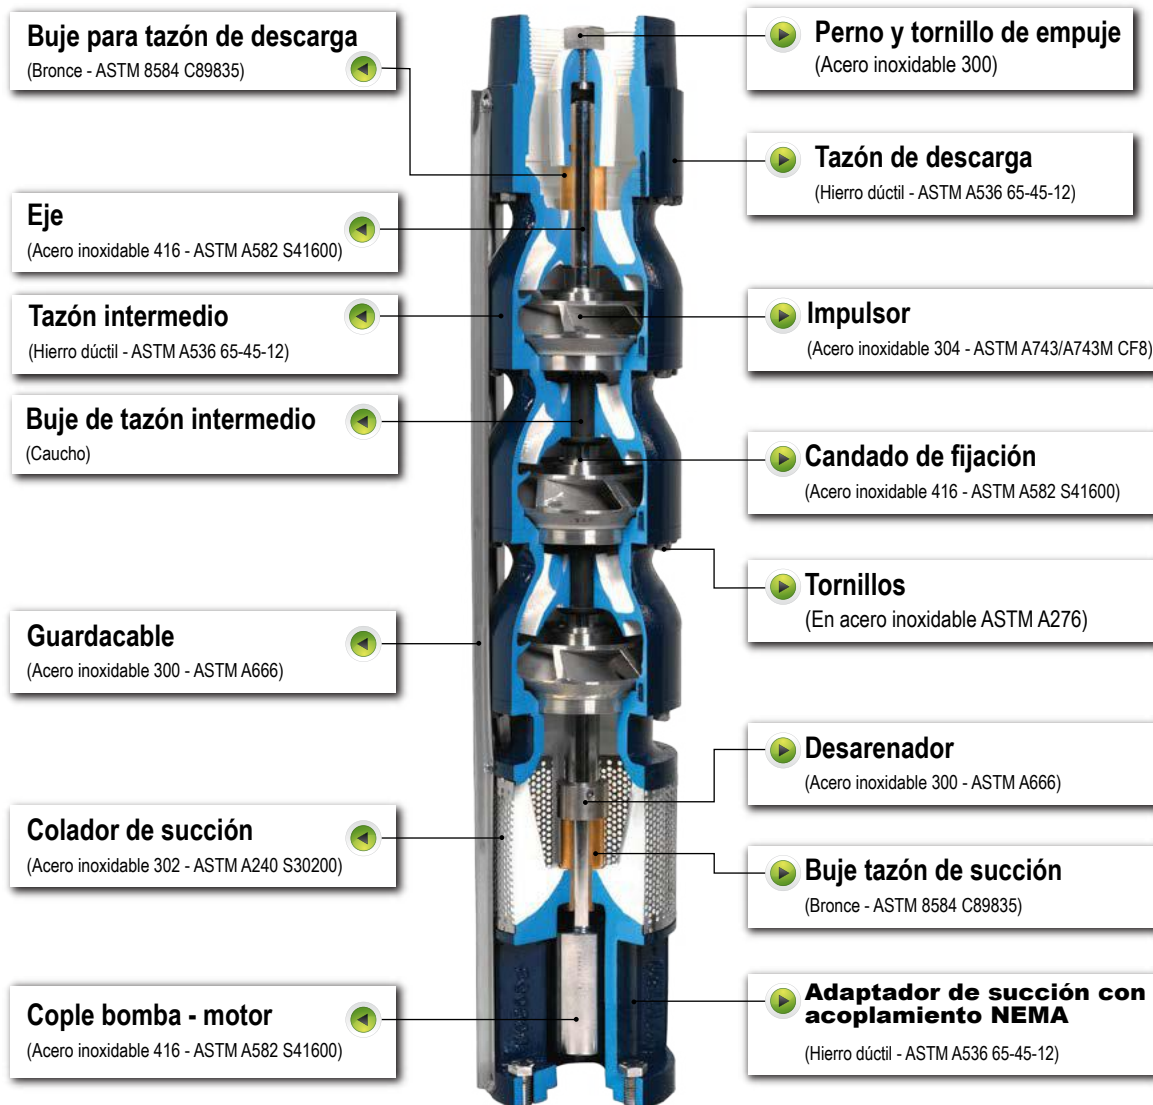 Buje para tazón de descarga
(Bronce - ASTM 8584 C89835)
Eje
(Acero inoxidable 416 - ASTM A582 S41600)
Tazón intermedio
(Hierro dúctil - ASTM A536 65-45-12)
Buje de tazón intermedio
(Caucho)
Guardacable
(Acero inoxidable 300 - ASTM A666)
Colador de succión
(Acero inoxidable 302 - ASTM A240 S30200)
Cople bomba - motor
(Acero inoxidable 416 - ASTM A582 S41600)
Perno y tornillo de empuje
(Acero inoxidable 300)
Tazón de descarga
(Hierro dúctil - ASTM A536 65-45-12)
Impulsor
(Acero inoxidable 304 - ASTM A743/A743M CF8)
Candado de fijación
(Acero inoxidable 416 - ASTM A582 S41600)
Tornillos
(En acero inoxidable ASTM A276)
Desarenador
(Acero inoxidable 300 - ASTM A666)
Buje tazón de succión
(Bronce - ASTM 8584 C89835)
Adaptador de succión con
acoplamiento NEMA
(Hierro dúctil - ASTM A536 65-45-12)